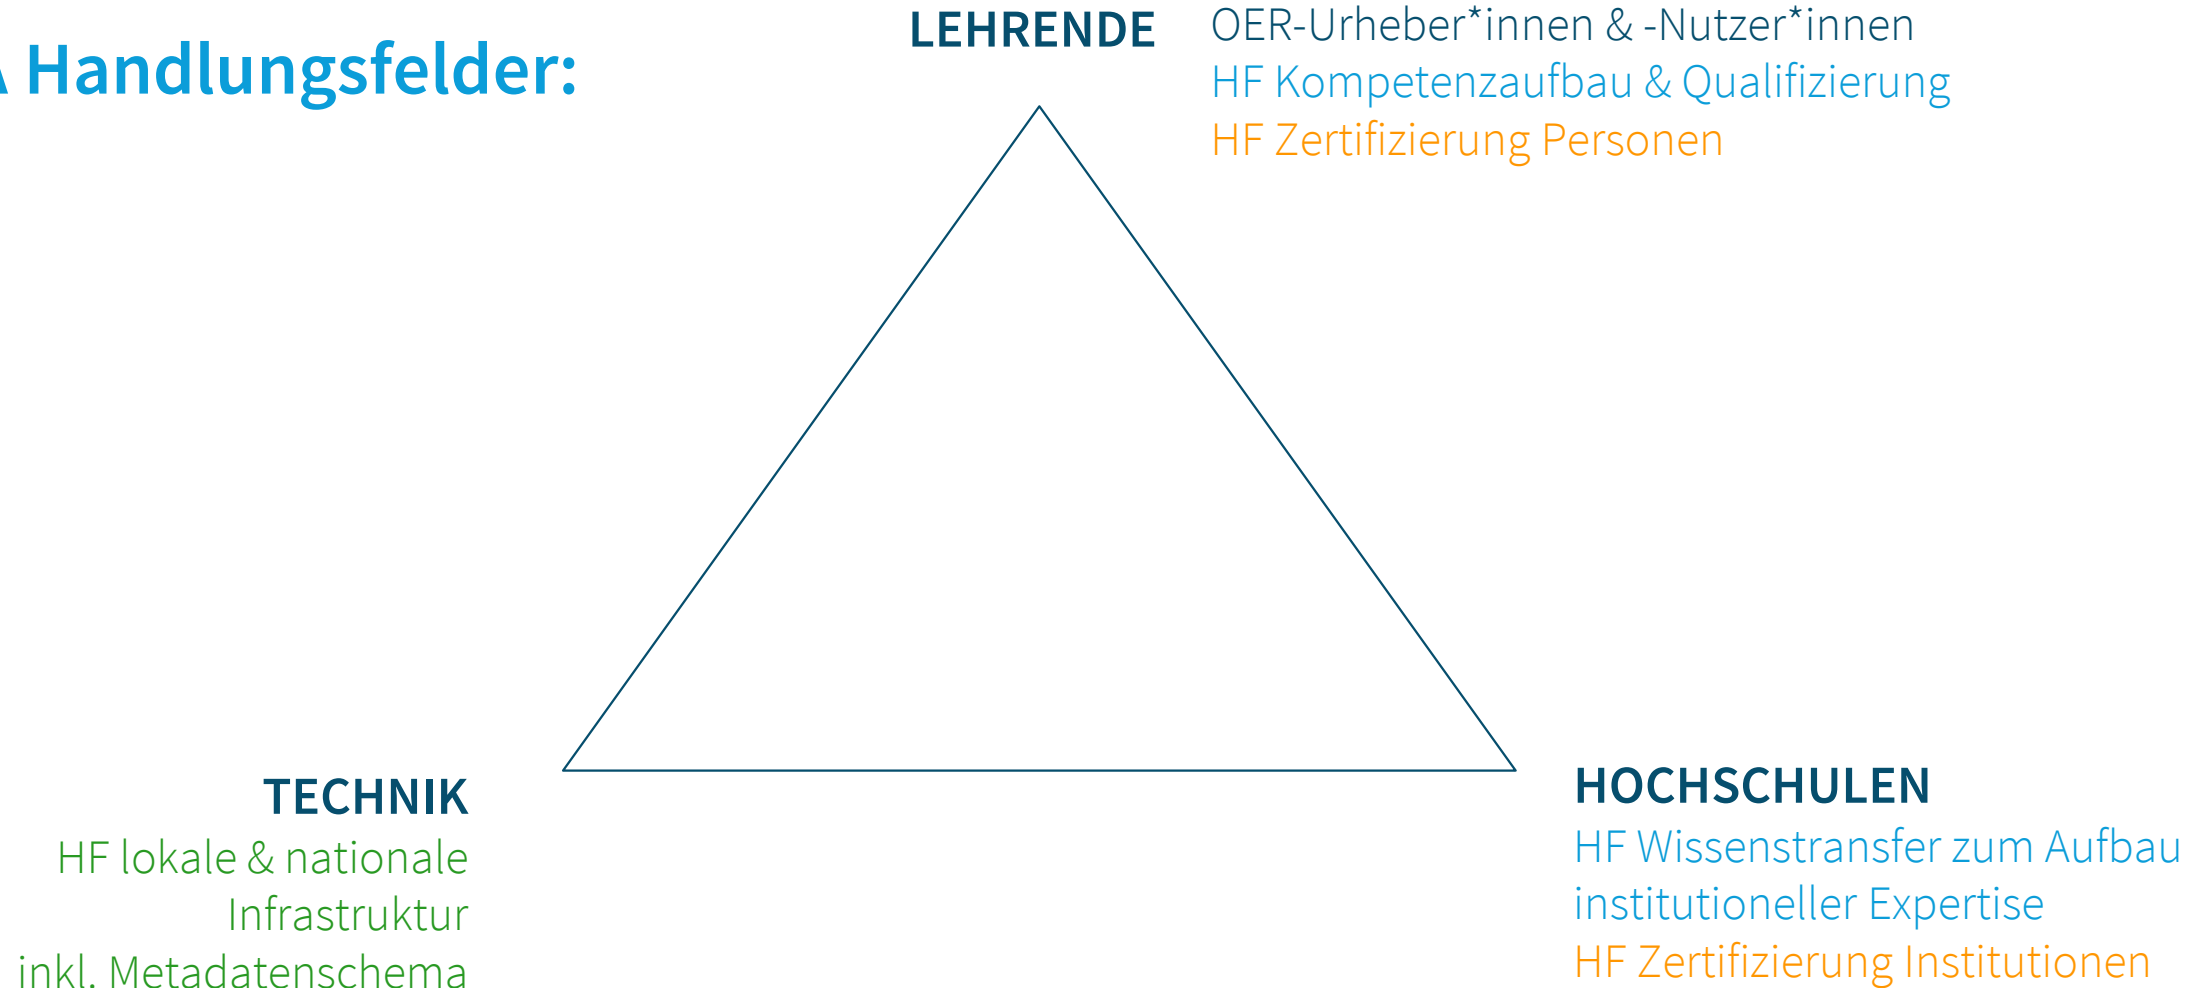 Handlungsfelder:
LEHRENDE
OER-Urheber*innen & -Nutzer*innen
HF Kompetenzaufbau & Qualifizierung
HF Zertifizierung Personen
TECHNIK
HF lokale & nationale
Infrastruktur
inkl. Metadatenschema
HOCHSCHULEN
HF Wissenstransfer zum Aufbau
institutioneller Expertise
HF Zertifizierung Institutionen